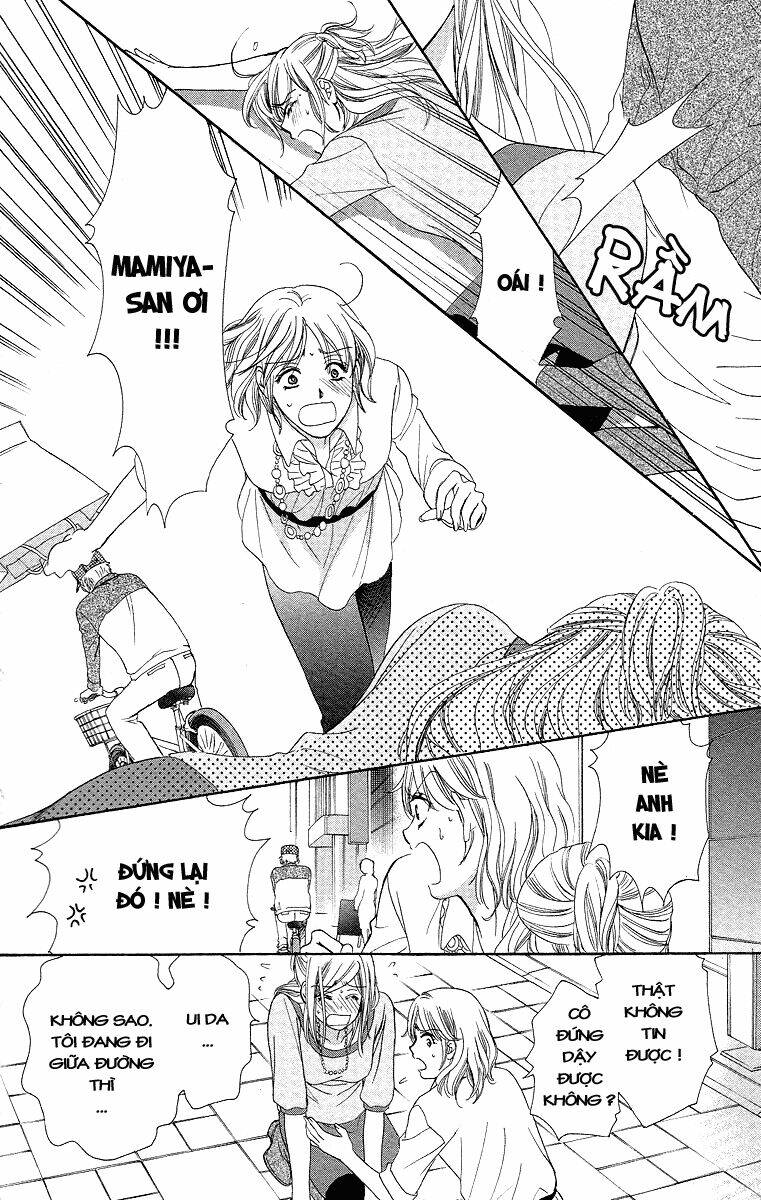 RẦM
OÁI !
MAMIYA-
SAN ƠI
!!!
NÈ
ANH
KIA !
ĐỨNG LẠI
ĐÓ ! NÈ !
THẬT
KHÔNG
TIN
ĐƯỢC !
CÔ
ĐỨNG
DẬY
ĐƯỢC
KHÔNG ?
UI DA
...
KHÔNG SAO.
TÔI ĐANG ĐI
GIỮA ĐƯỜNG
THÌ
...